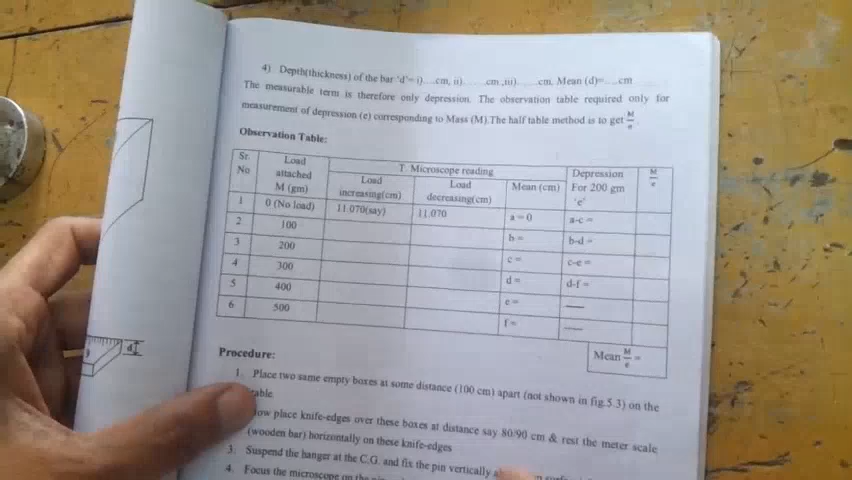 4) Depth(thickness) of the bar 'd'= i)....cm, ii)......cm ,iii)......cm, Mean (d)=....cm
The measurable term is therefore only depression. The observation table required only for
measurement of depression (e) corresponding to Mass (M).The half table method is to get M/e.
Observation Table:
Sr. No | Load attached M (gm) | T. Microscope reading | Depression For 200 gm 'e' | M/e
Load increasing(cm) | Load decreasing(cm) | Mean (cm)
1 | 0 (No load) | 11.070(say) | 11.070 | a = 0 | a-c =
2 | 100 | b = | b-d =
3 | 200 | c = | c-e =
4 | 300 | d = | d-f =
5 | 400 | e = | —
6 | 500 | f = | —
Mean M/e =
Procedure:
1. Place two same empty boxes at some distance (100 cm) apart (not shown in fig.5.3) on the
place knife-edges over these boxes at distance say 80/90 cm & rest the meter scale
(wooden bar) horizontally on these knife-edges
3. Suspend the hanger at the C.G. and fix the pin vertically
4. Focus the microscope on the
d